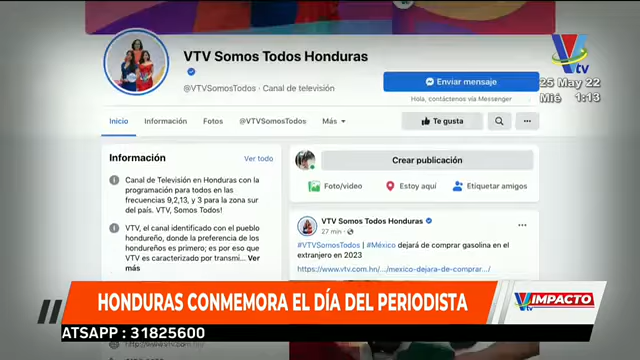 VTV Somos Todos Honduras
@VTVSomosTodos · Canal de televisión
Enviar mensaje
Hola, contáctenos vía Messenger
V
tv
25 May 22
Mié 1:13
Inicio
Información
Fotos
@VTVSomosTodos
Más
Te gusta
Información
Ver todo
Canal de Televisión en Honduras con la
programación para todos en las
frecuencias 9,2,13, y 3 para la zona sur
del país. VTV, Somos Todos!
VTV, el canal identificado con el pueblo
hondureño, donde la preferencia de los
hondureños es primero; es por eso que
VTV es caracterizado por transmi... Ver
más
Crear publicación
Foto/video
Estoy aquí
Etiquetar amigos
VTV Somos Todos Honduras
27 min ·
#VTVSomosTodos | #México dejará de comprar gasolina en el
extranjero en 2023
https://www.vtv.com.hn/.../mexico-dejara-de-comprar.../
HONDURAS CONMEMORA EL DÍA DEL PERIODISTA
V
tv
IMPACTO
ATSAPP : 31825600